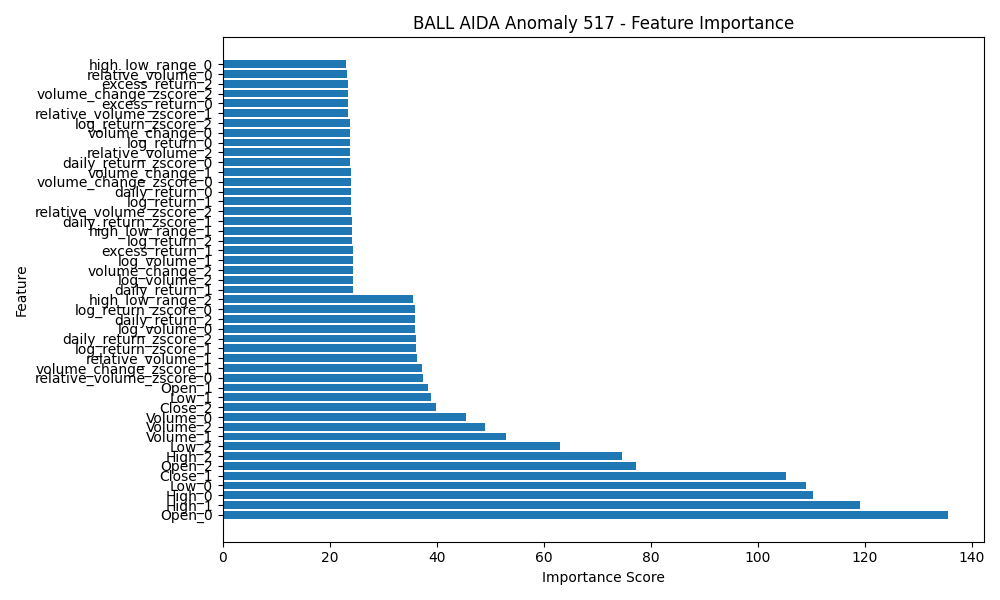 BALL AIDA Anomaly 517 - Feature Importance
high_low_range_0
relative_volume_0
excess_return_2
volume_change_zscore_2
excess_return_0
relative_volume_zscore_1
log_return_zscore_2
volume_change_0
log_return_0
relative_volume_2
daily_return_zscore_0
volume_change_1
volume_change_zscore_0
daily_return_0
log_return_1
relative_volume_zscore_2
daily_return_zscore_1
high_low_range_1
log_return_2
excess_return_1
log_volume_1
volume_change_2
log_volume_2
daily_return_1
high_low_range_2
log_return_zscore_0
daily_return_2
log_volume_0
daily_return_zscore_2
log_return_zscore_1
relative_volume_1
volume_change_zscore_1
relative_volume_zscore_0
Open_1
Low_1
Close_2
Volume_0
Volume_2
Volume_1
Low_2
High_2
Open_2
Close_1
Low_0
High_0
High_1
Open_0
Feature
0 20 40 60 80 100 120 140
Importance Score